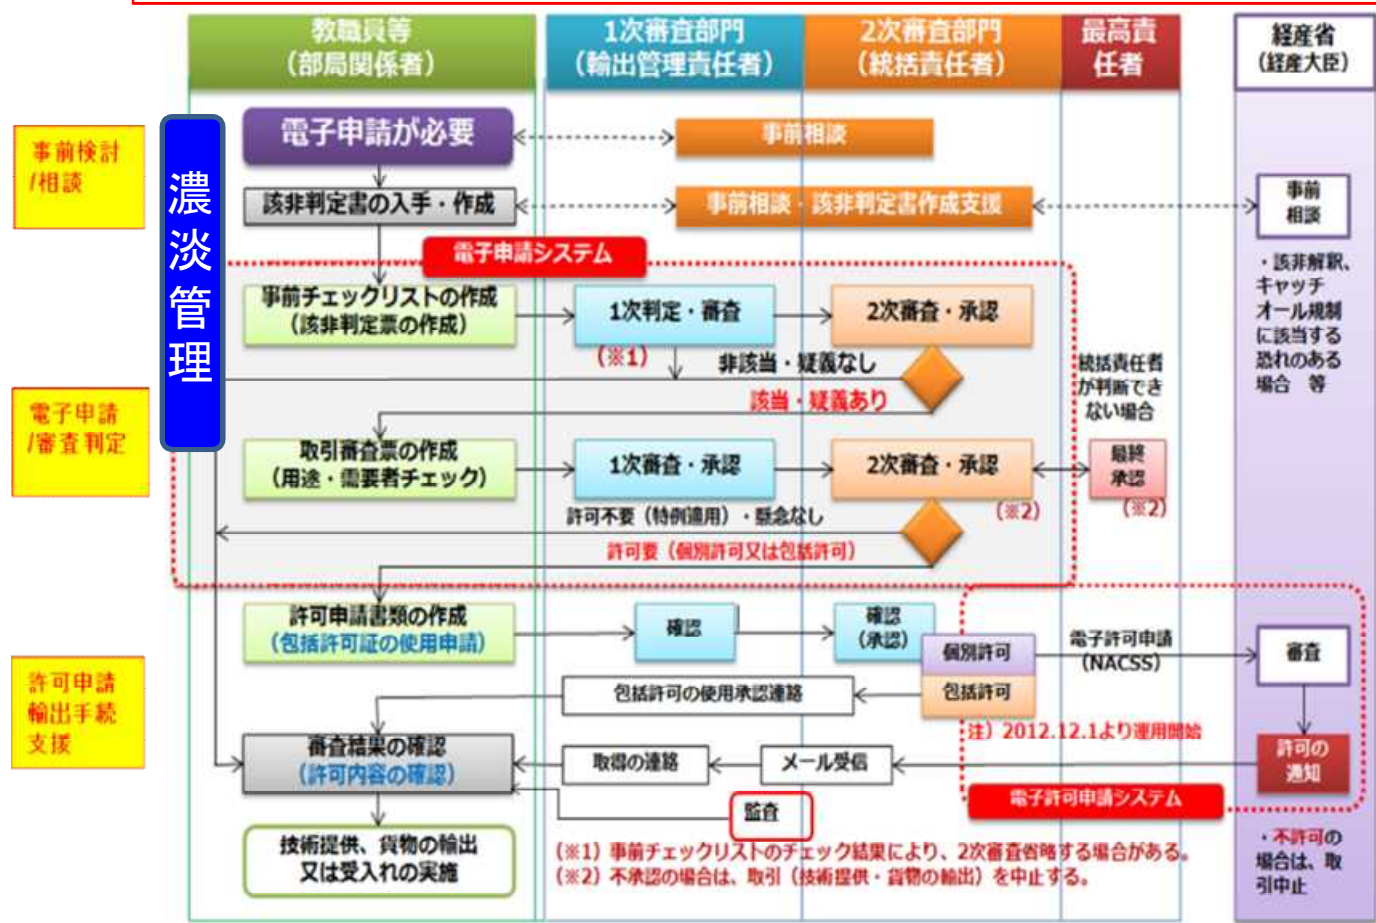 教職員等
（部局関係者）
1次審査部門
（輸出管理責任者）
2次審査部門
（統括責任者）
最高責
任者
経産省
（経産大臣）
事前検討
/相談
濃淡管理
電子申請が必要
事前相談
該非判定書の入手・作成
事前相談・該非判定書作成支援
事前
相談
電子申請システム
・該非解釈、
キャッチ
オール規制
に該当する
恐れのある
場合　等
事前チェックリストの作成
（該非判定票の作成）
1次判定・審査
（※1）
2次審査・承認
非該当・疑義なし
該当・疑義あり
統括責任者
が判断でき
ない場合
電子申請
/審査判定
取引審査票の作成
（用途・需要者チェック）
1次審査・承認
2次審査・承認
（※2）
最終
承認
（※2）
許可不要（特例適用）・懸念なし
許可要（個別許可又は包括許可）
許可申請書類の作成
（包括許可証の使用申請）
確認
確認
（承認）
個別許可
包括許可
電子許可申請
（NACSS）
審査
許可申請
輸出手続
支援
包括許可の使用承認連絡
注）2012.12.1より運用開始
審査結果の確認
（許可内容の確認）
取得の連絡
メール受信
許可の
通知
電子許可申請システム
監査
技術提供、貨物の輸出
又は受入れの実施
（※1）事前チェックリストのチェック結果により、2次審査省略する場合がある。
（※2）不承認の場合は、取引（技術提供・貨物の輸出）を中止する。
・不許可の
場合は、取
引中止